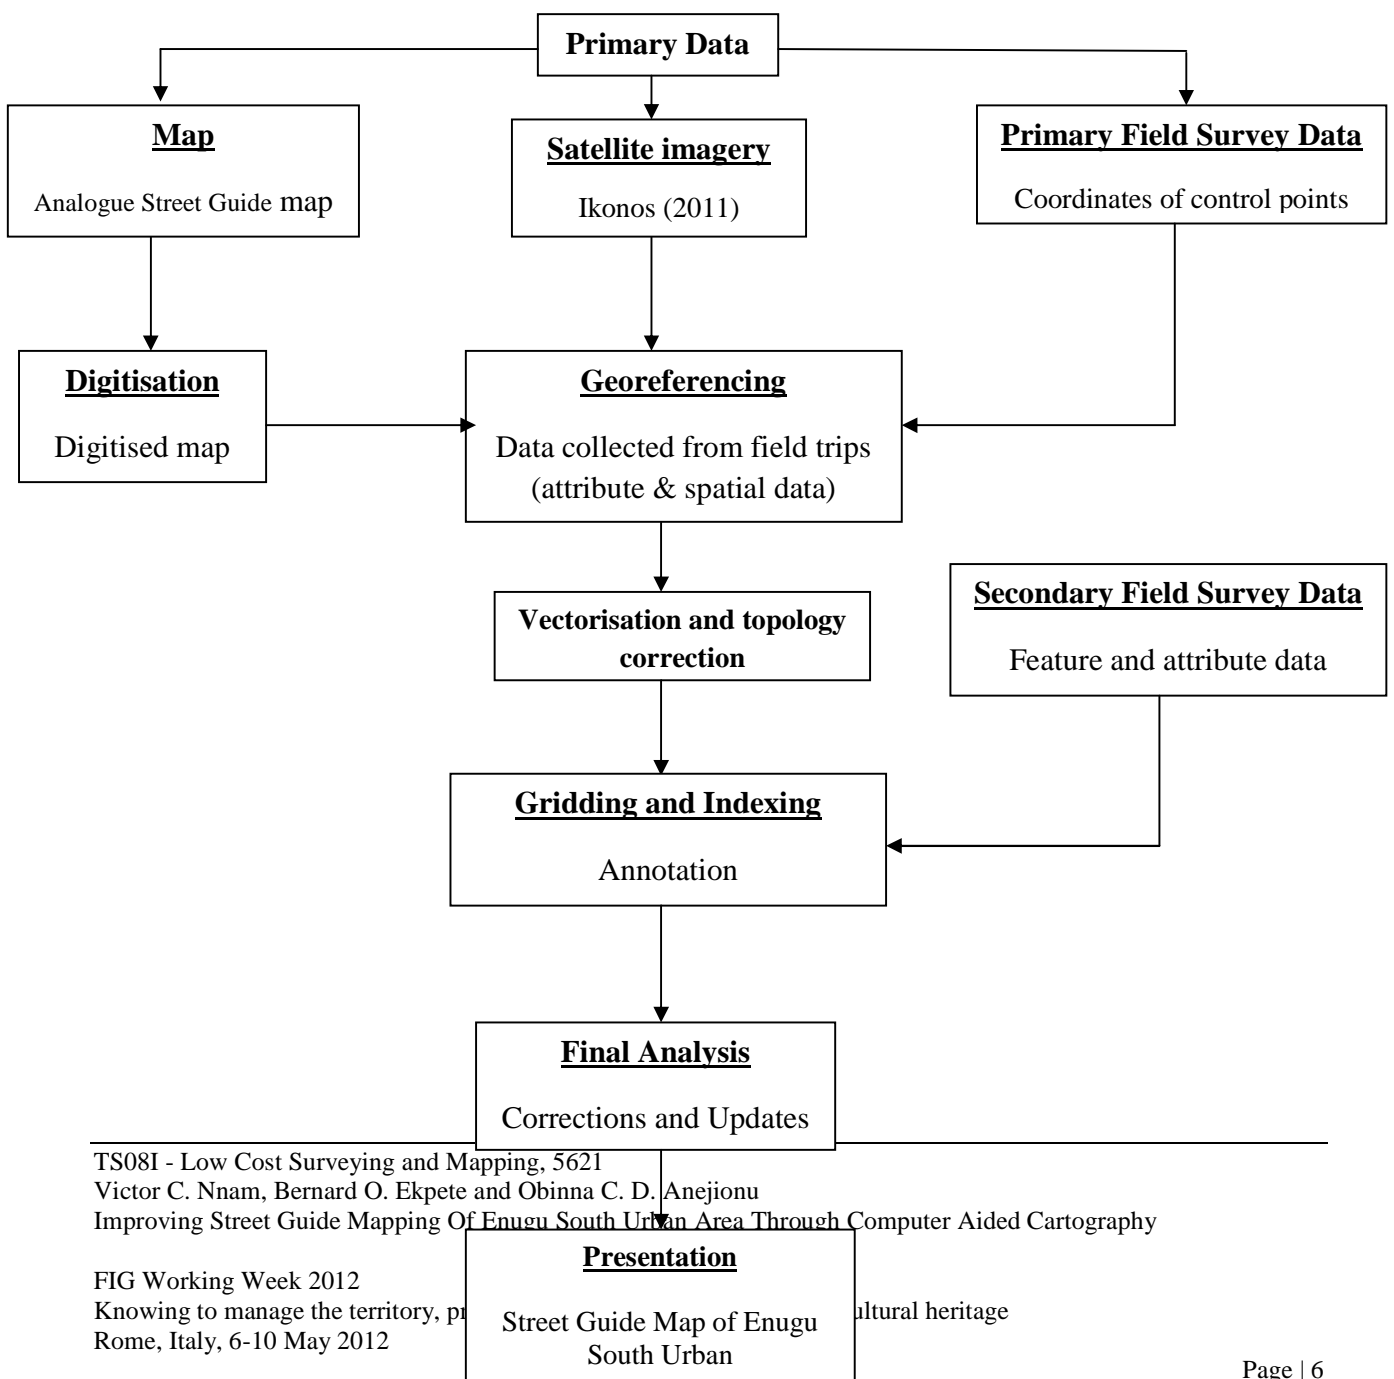 Primary Data
Map
Analogue Street Guide map
Satellite imagery
Ikonos (2011)
Primary Field Survey Data
Coordinates of control points
Digitisation
Digitised map
Georeferencing
Data collected from field trips
(attribute & spatial data)
Vectorisation and topology
correction
Secondary Field Survey Data
Feature and attribute data
Gridding and Indexing
Annotation
Final Analysis
Corrections and Updates
TS08I - Low Cost Surveying and Mapping, 5621
Victor C. Nnam, Bernard O. Ekpete and Obinna C. D. Anejionu
Improving Street Guide Mapping Of Enugu South Urban Area Through Computer Aided Cartography
Presentation
Street Guide Map of Enugu
South Urban
FIG Working Week 2012
Knowing to manage the territory,
heritage
Rome, Italy, 6-10 May 2012
Page | 6